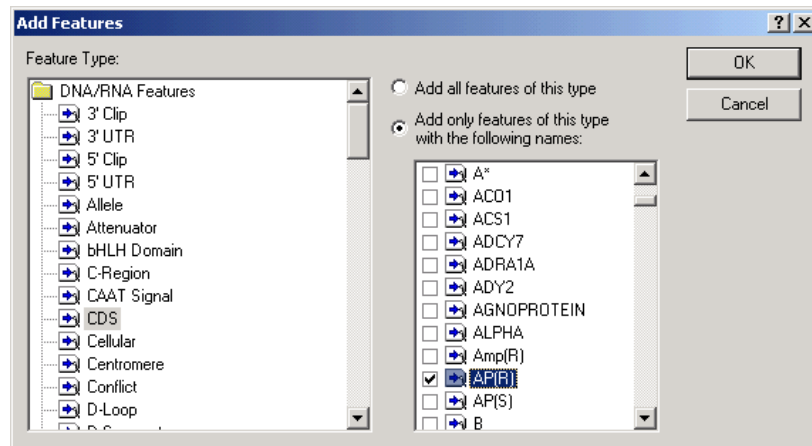 Add Features
Feature Type:
DNA/RNA Features
3' Clip
3' UTR
5' Clip
5' UTR
Allele
Attenuator
bHLH Domain
C-Region
CAAT Signal
CDS
Cellular
Centromere
Conflict
D-Loop
Add all features of this type
Add only features of this type
with the following names:
A*
ACO1
ACS1
ADCY7
ADRA1A
ADY2
AGNOPROTEIN
ALPHA
Amp(R)
AP(R)
AP(S)
B
OK
Cancel